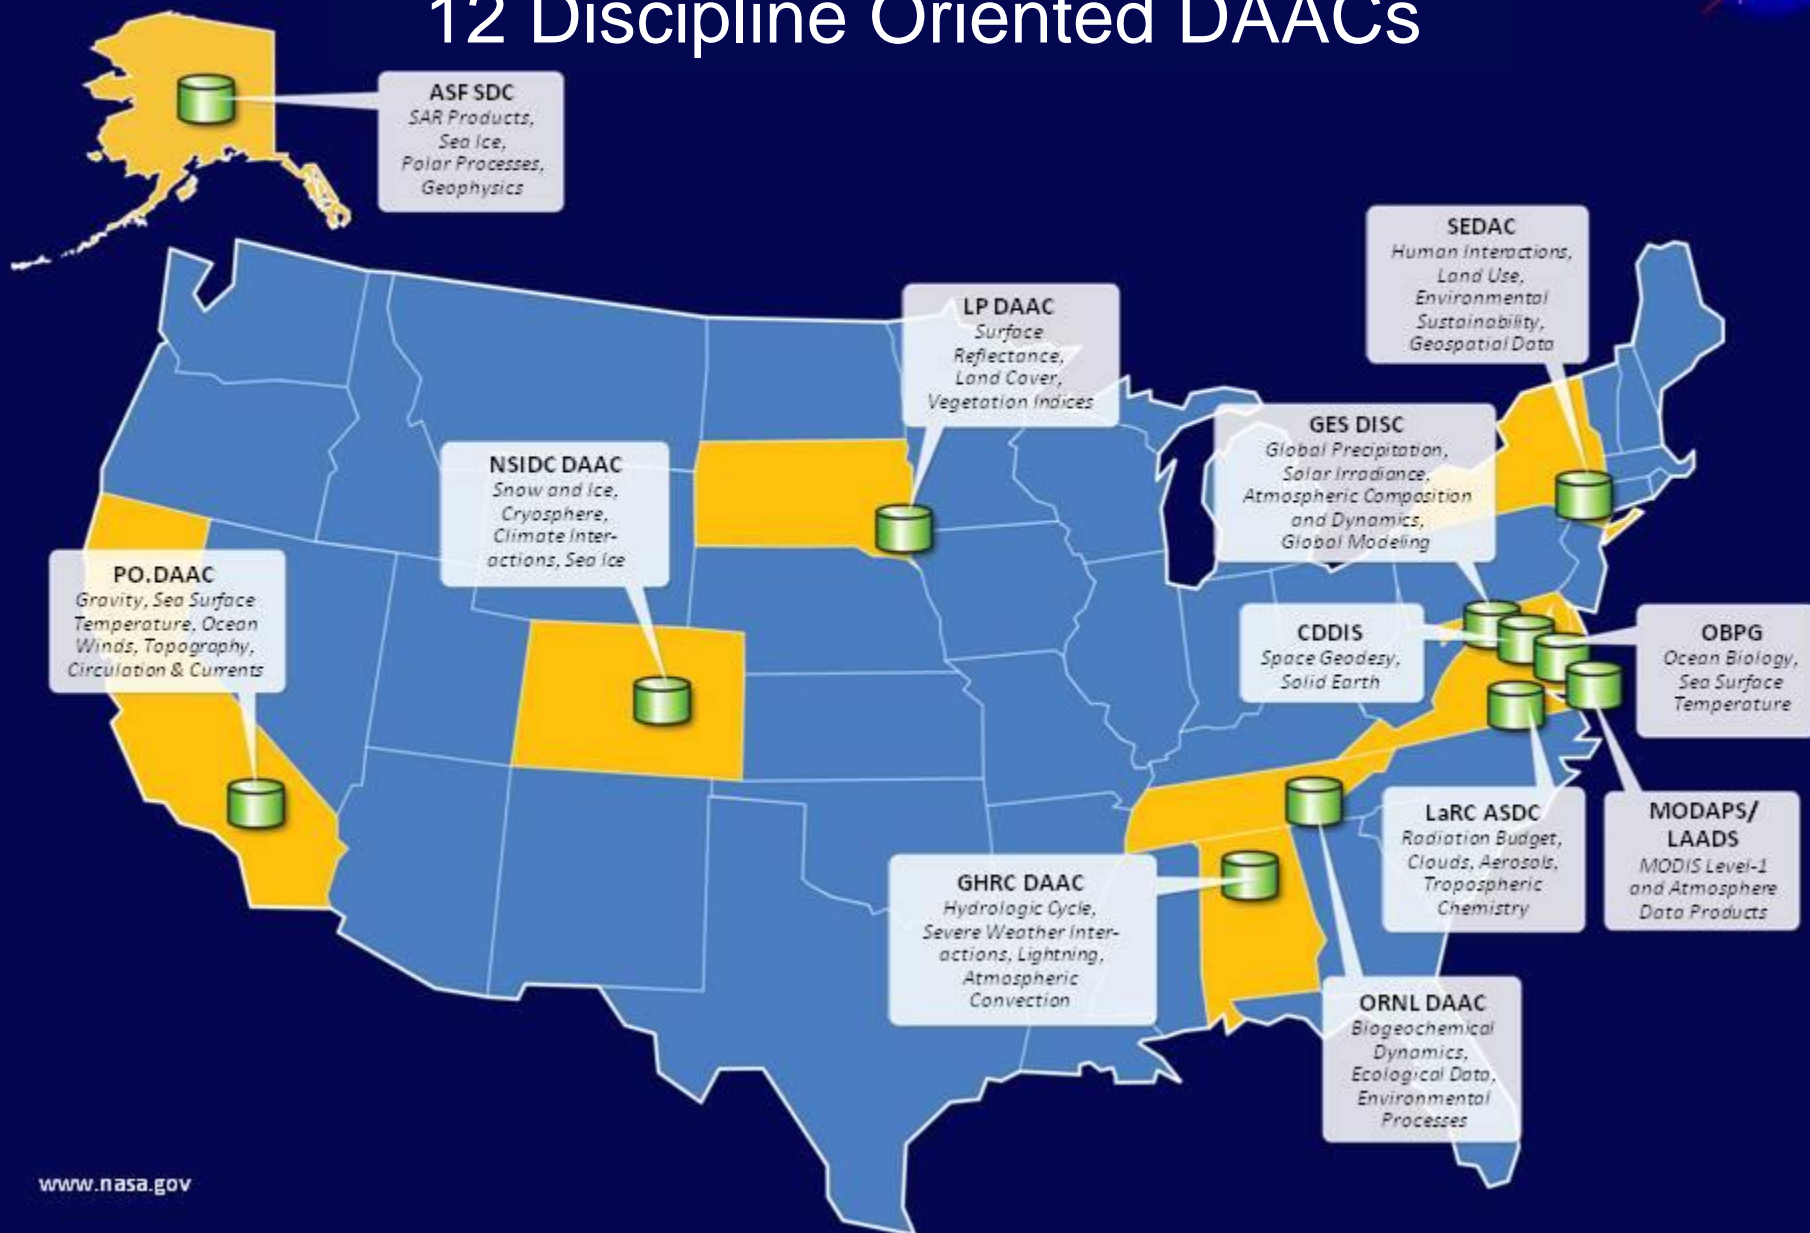 12 Discipline Oriented DAACs
ASF SDC
SAR Products,
Sea Ice,
Polar Processes,
Geophysics
SEDAC
Human Interactions,
Land Use,
Environmental
Sustainability,
Geospatial Data
LP DAAC
Surface
Reflectance,
Land Cover,
Vegetation Indices
GES DISC
Global Precipitation,
Solar Irradiance,
Atmospheric Composition
and Dynamics,
Global Modeling
NSIDC DAAC
Snow and Ice,
Cryosphere,
Climate Inter-
actions, Sea Ice
PO.DAAC
Gravity, Sea Surface
Temperature, Ocean
Winds, Topography,
Circulation & Currents
CDDIS
Space Geodesy,
Solid Earth
OBPG
Ocean Biology,
Sea Surface
Temperature
LaRC ASDC
Radiation Budget,
Clouds, Aerosols,
Tropospheric
Chemistry
MODAPS/
LAADS
MODIS Level-1
and Atmosphere
Data Products
GHRC DAAC
Hydrologic Cycle,
Severe Weather Inter-
actions, Lightning,
Atmospheric
Convection
ORNL DAAC
Biogeochemical
Dynamics,
Ecological Data,
Environmental
Processes
www.nasa.gov